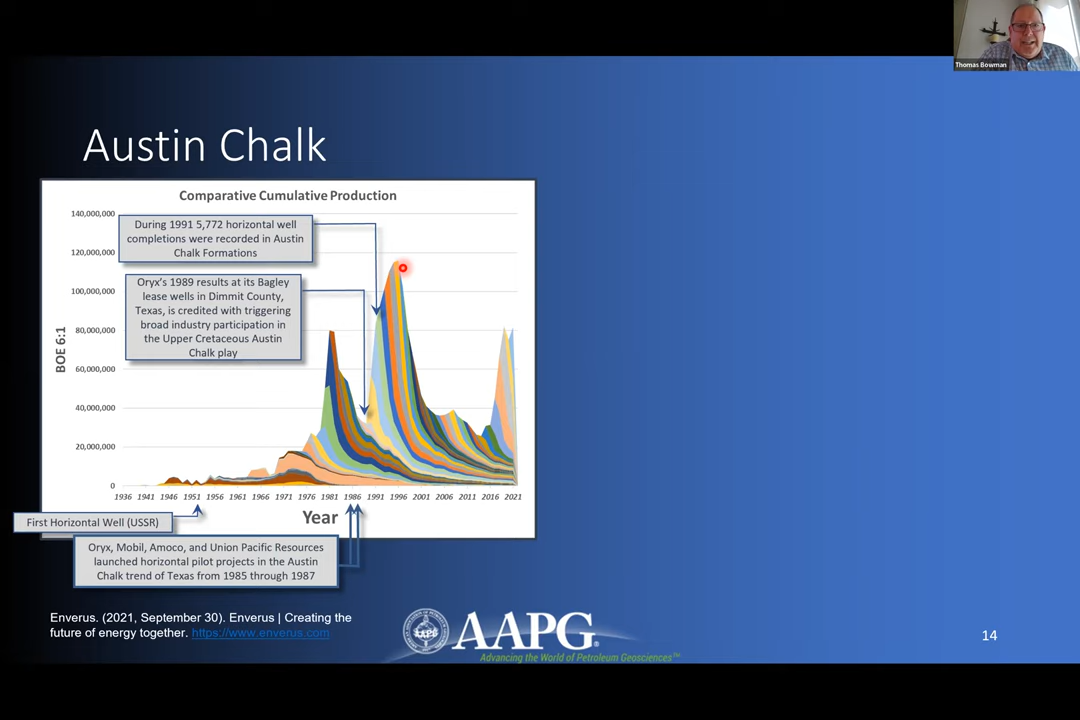 Thomas Bowman
Austin Chalk
Comparative Cumulative Production
140,000,000
120,000,000
100,000,000
80,000,000
60,000,000
40,000,000
20,000,000
0
BOE 6:1
During 1991 5,772 horizontal well
completions were recorded in Austin
Chalk Formations
Oryx's 1989 results at its Bagley
lease wells in Dimmit County,
Texas, is credited with triggering
broad industry participation in
the Upper Cretaceous Austin
Chalk play
1936 1941 1946 1951 1956 1961 1966 1971 1976 1981 1986 1991 1996 2001 2006 2011 2016 2021
Year
First Horizontal Well (USSR)
Oryx, Mobil, Amoco, and Union Pacific Resources
launched horizontal pilot projects in the Austin
Chalk trend of Texas from 1985 through 1987
Enverus. (2021, September 30). Enverus | Creating the
future of energy together. https://www.enverus.com
AAPG
AAPG®
Advancing the World of Petroleum Geosciences™
14